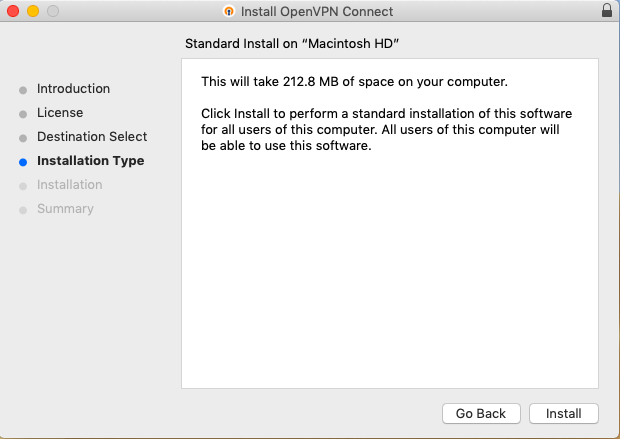 Install OpenVPN Connect
Standard Install on “Macintosh HD”
Introduction
License
Destination Select
Installation Type
Installation
Summary
This will take 212.8 MB of space on your computer.
Click Install to perform a standard installation of this software
for all users of this computer. All users of this computer will
be able to use this software.
Go Back
Install